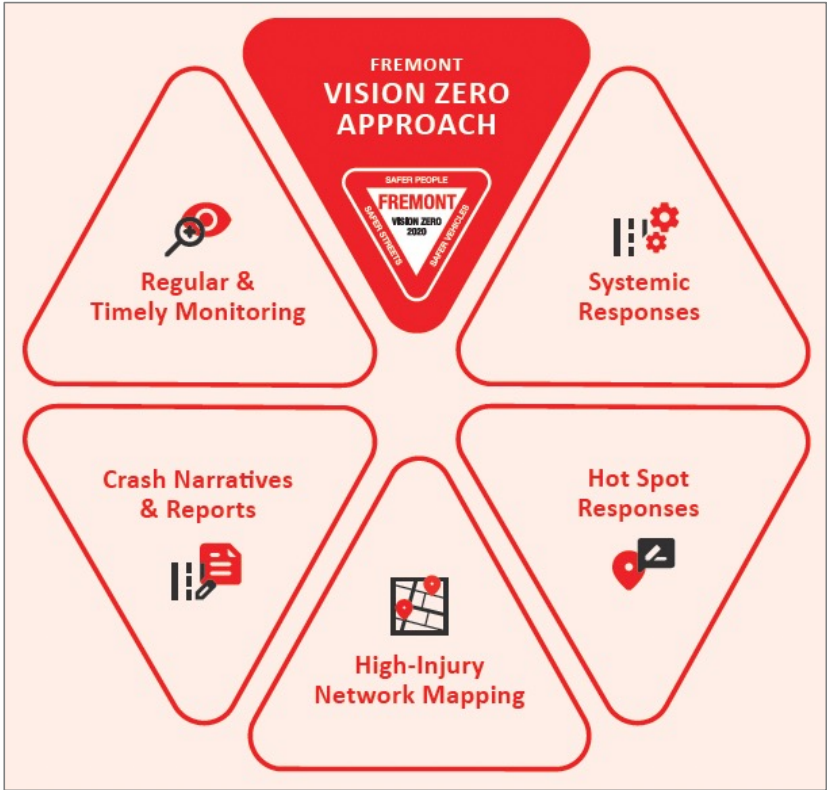 FREMONT
VISION ZERO
APPROACH
SAFER PEOPLE
SAFER STREETS
SAFER VEHICLES
FREMONT
VISION ZERO
2020
Regular &
Timely Monitoring
Systemic
Responses
Crash Narratives
& Reports
Hot Spot
Responses
High-Injury
Network Mapping